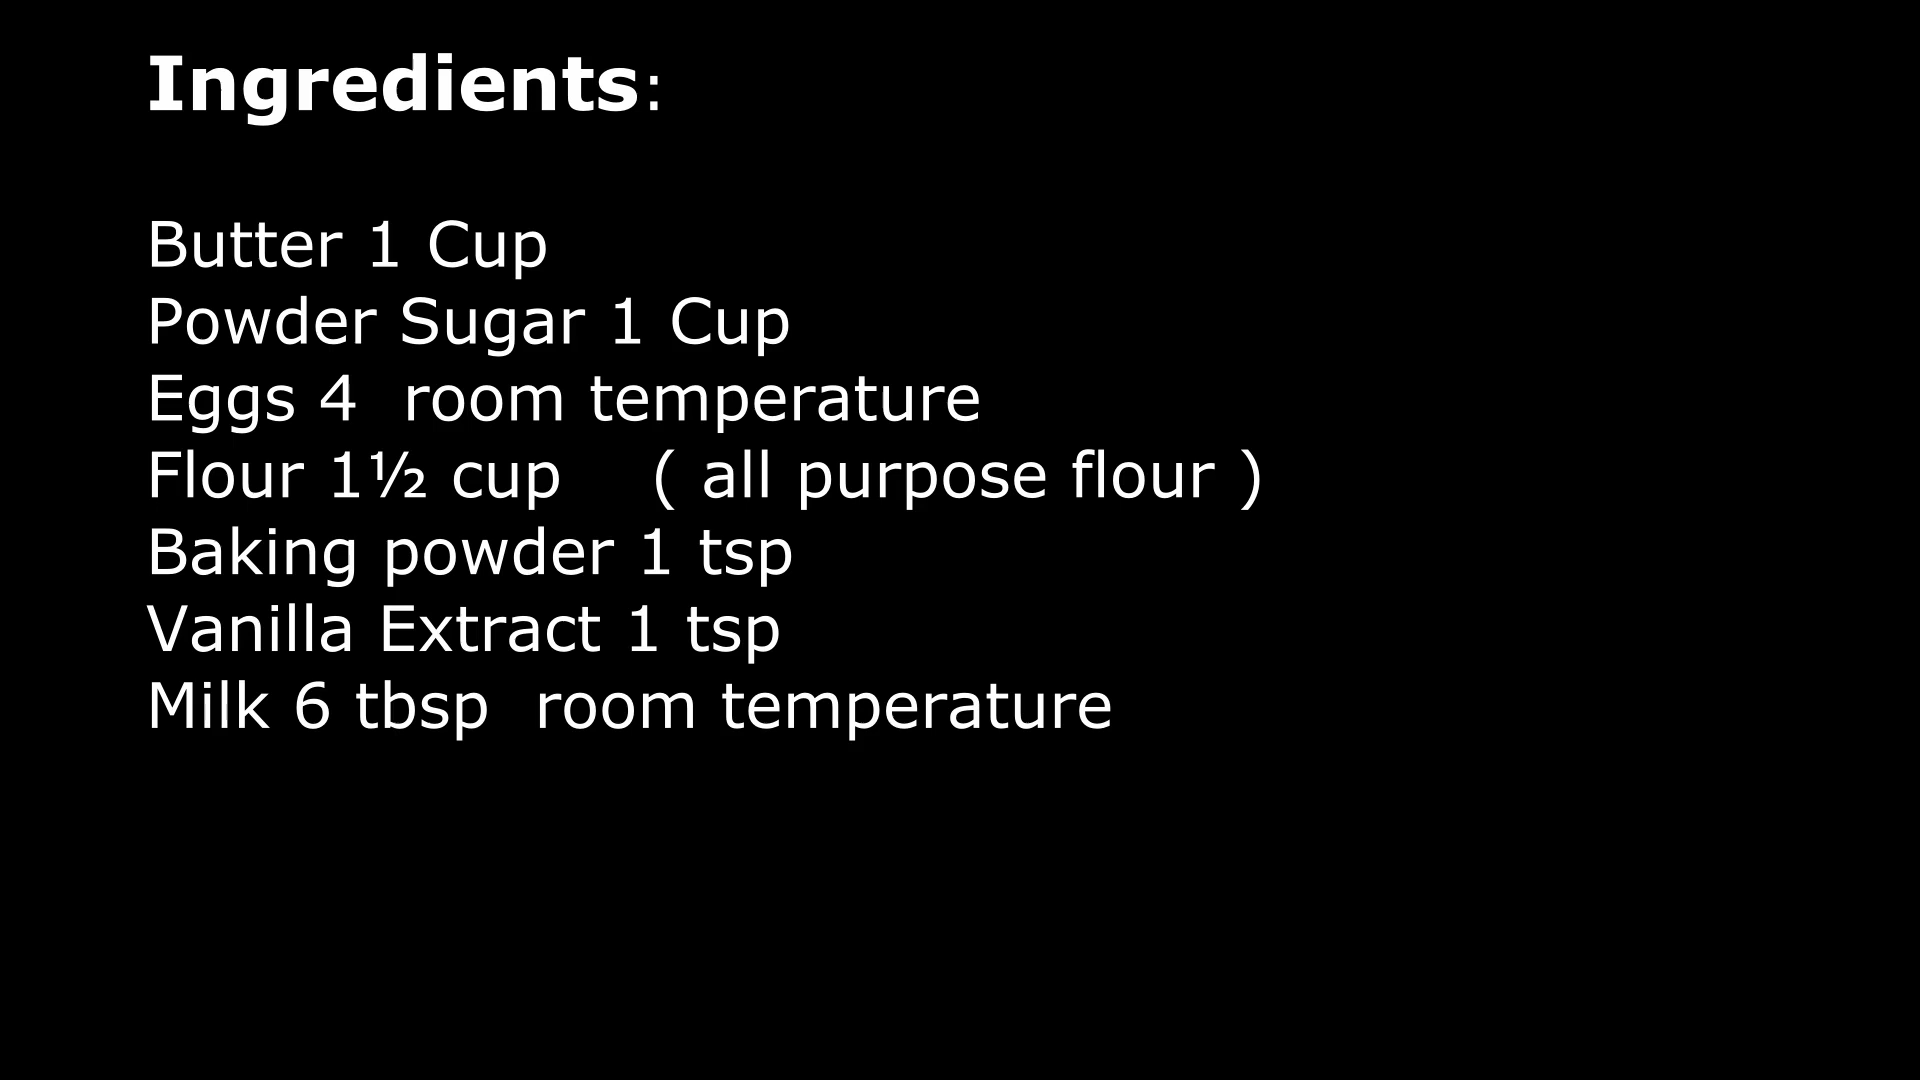 Ingredients:
Butter 1 Cup
Powder Sugar 1 Cup
Eggs 4  room temperature
Flour 1½ cup    ( all purpose flour )
Baking powder 1 tsp
Vanilla Extract 1 tsp
Milk 6 tbsp  room temperature